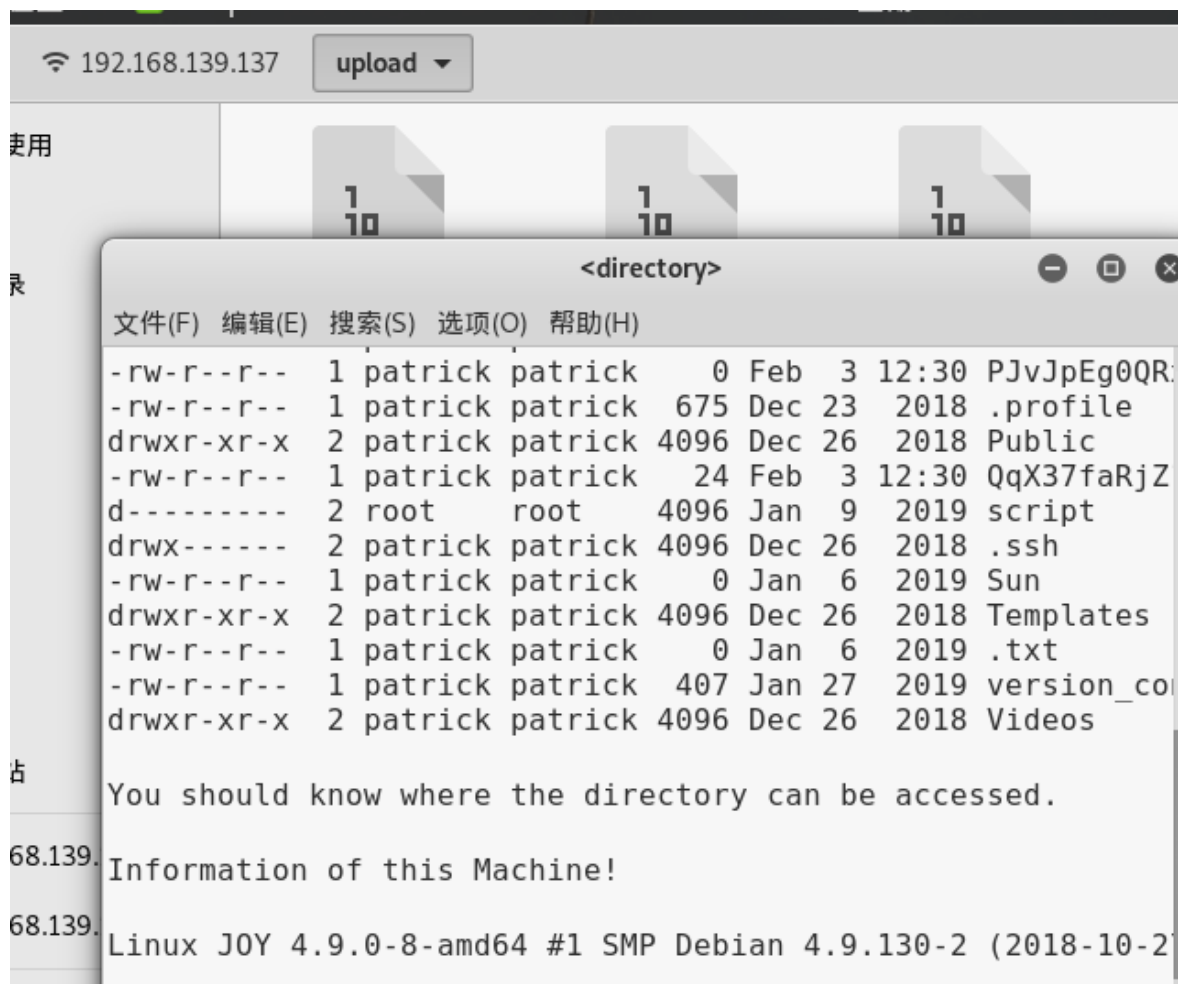 192.168.139.137 upload
使用
录
<directory>
文件(F) 编辑(E) 搜索(S) 选项(O) 帮助(H)
-rw-r--r-- 1 patrick patrick 0 Feb 3 12:30 PJvJpEg0QR
-rw-r--r-- 1 patrick patrick 675 Dec 23 2018 .profile
drwxr-xr-x 2 patrick patrick 4096 Dec 26 2018 Public
-rw-r--r-- 1 patrick patrick 24 Feb 3 12:30 QqX37faRjZ
d--------- 2 root root 4096 Jan 9 2019 script
drwx------ 2 patrick patrick 4096 Dec 26 2018 .ssh
-rw-r--r-- 1 patrick patrick 0 Jan 6 2019 Sun
drwxr-xr-x 2 patrick patrick 4096 Dec 26 2018 Templates
-rw-r--r-- 1 patrick patrick 0 Jan 6 2019 .txt
-rw-r--r-- 1 patrick patrick 407 Jan 27 2019 version_co
drwxr-xr-x 2 patrick patrick 4096 Dec 26 2018 Videos
站
You should know where the directory can be accessed.
68.139.
Information of this Machine!
68.139.
Linux JOY 4.9.0-8-amd64 #1 SMP Debian 4.9.130-2 (2018-10-2